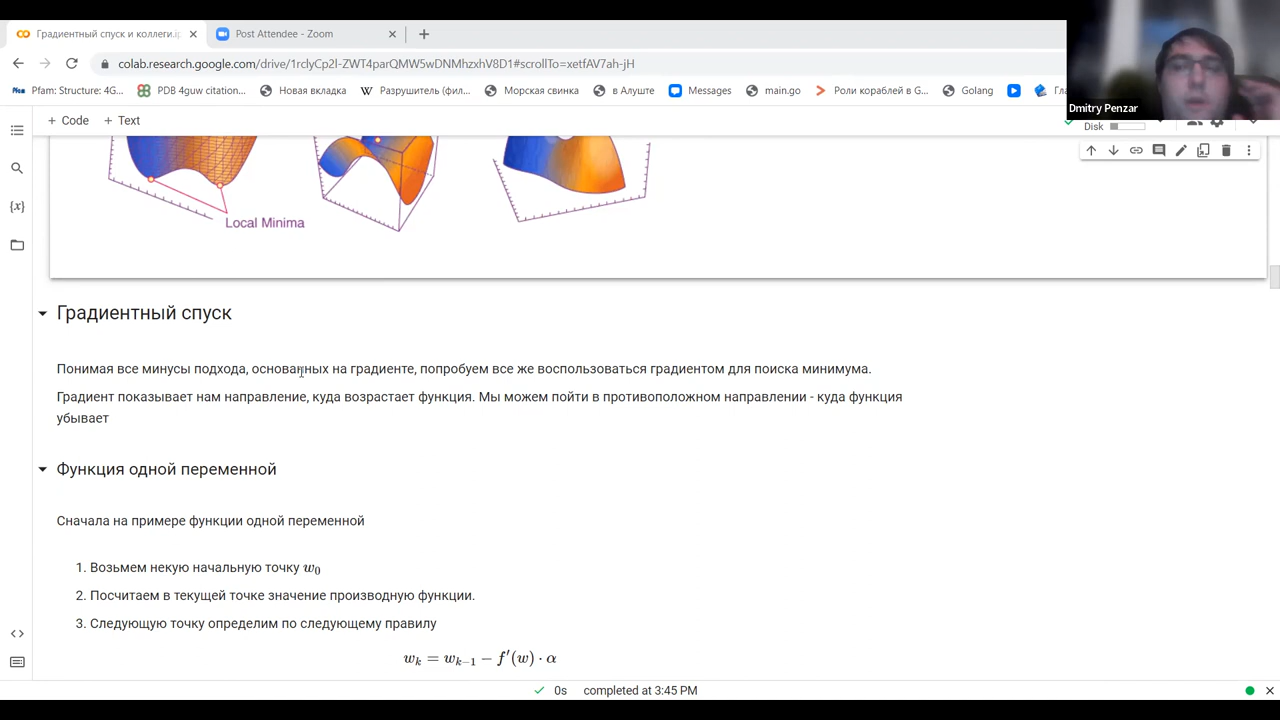 Градиентный спуск и коллеги.ip
Post Attendee - Zoom
colab.research.google.com/drive/1rclyCp2I-ZWT4parQMW5wDNMhzxhV8D1#scrollTo=xetfAV7ah-jH
Pfam: Structure: 4G...
PDB 4guw citation...
Новая вкладка
Разрушитель (фил...
Морская свинка
в Алуште
Messages
main.go
Роли кораблей в G...
Golang
Dmitry Penzar
+ Code
+ Text
Disk
Local Minima
Градиентный спуск
Понимая все минусы подхода, основанных на градиенте, попробуем все же воспользоваться градиентом для поиска минимума.
Градиент показывает нам направление, куда возрастает функция. Мы можем пойти в противоположном направлении - куда функция
убывает
Функция одной переменной
Сначала на примере функции одной переменной
1. Возьмем некую начальную точку w₀
2. Посчитаем в текущей точке значение производную функции.
3. Следующую точку определим по следующему правилу
wₖ = wₖ₋₁ − f′(w) · α
0s completed at 3:45 PM